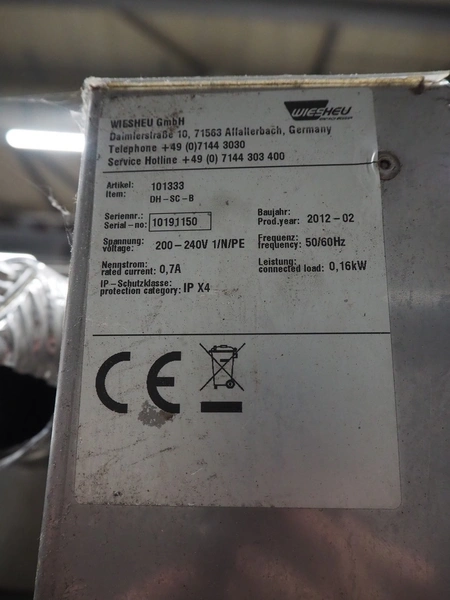 WIESHEU GmbH
Daimlerstraße 10, 71563 Affalterbach, Germany
Telephone +49 (0)7144 3030
Service Hotline +49 (0) 7144 303 400
WIESHEU
Artikel: 101333
Item: DH-SC-B
Seriennr.:
Serial-no: 10191150
Baujahr:
Prod.year: 2012-02
Spannung:
voltage: 200-240V 1/N/PE
Frequenz:
frequency: 50/60Hz
Nennstrom:
rated current: 0,7A
Leistung:
connected load: 0,16kW
IP-Schutzklasse:
protection category: IP X4
CE